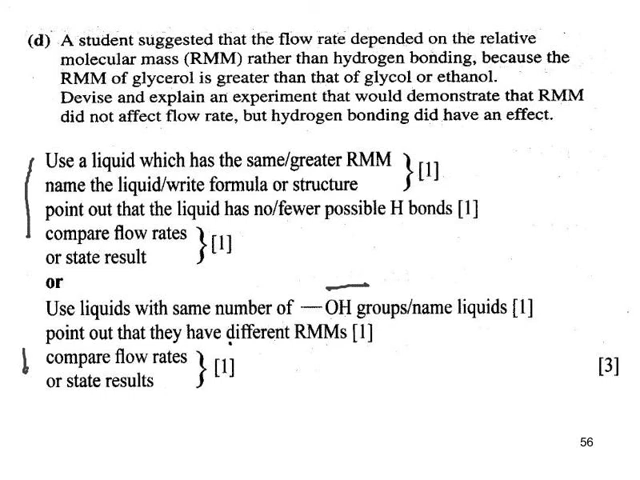 (d) A student suggested that the flow rate depended on the relative
molecular mass (RMM) rather than hydrogen bonding, because the
RMM of glycerol is greater than that of glycol or ethanol.
Devise and explain an experiment that would demonstrate that RMM
did not affect flow rate, but hydrogen bonding did have an effect.
Use a liquid which has the same/greater RMM
name the liquid/write formula or structure } [1]
point out that the liquid has no/fewer possible H bonds [1]
compare flow rates
or state result } [1]
or
Use liquids with same number of —OH groups/name liquids [1]
point out that they have different RMMs [1]
compare flow rates
or state results } [1]
[3]
56